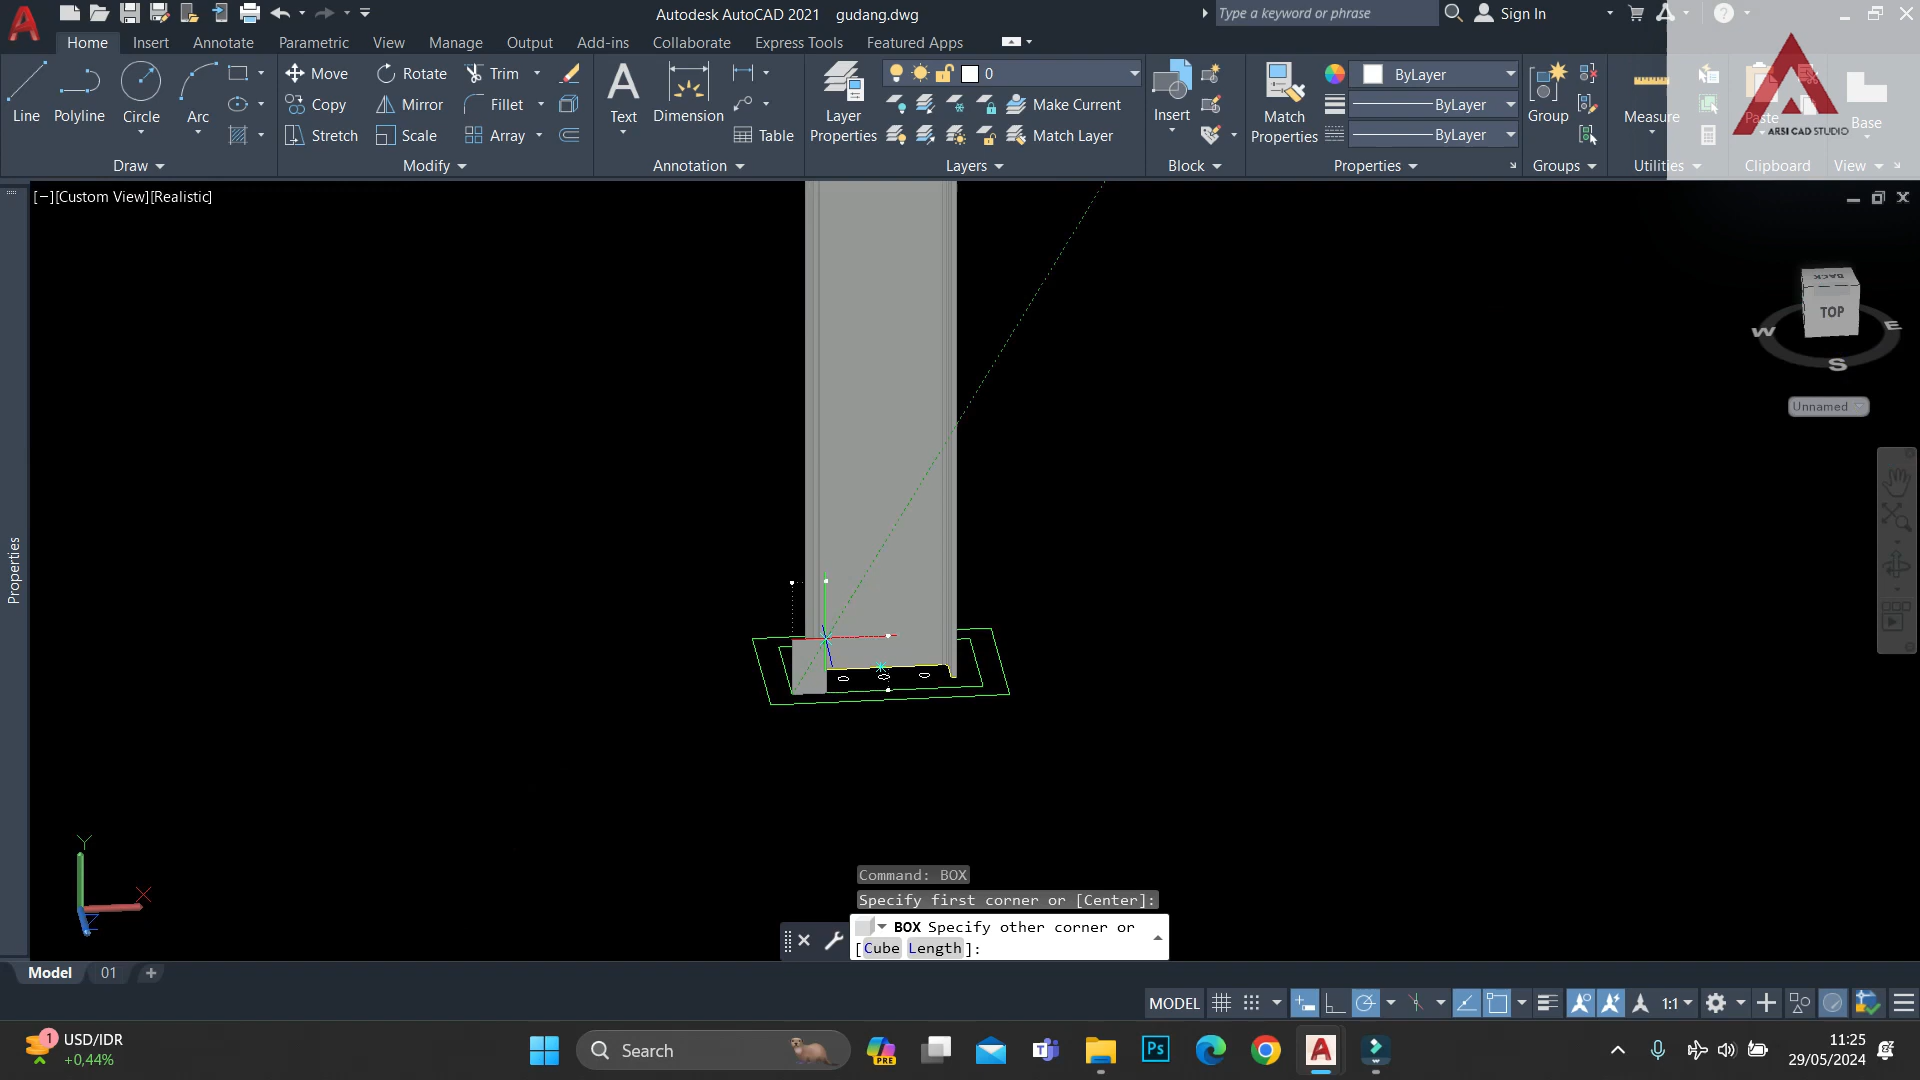 Autodesk AutoCAD 2021 gudang.dwg
Type a keyword or phrase
Sign In
Home Insert Annotate Parametric View Manage Output Add-ins Collaborate Express Tools Featured Apps
Line Polyline Circle Arc
Draw
Move Rotate Trim
Copy Mirror Fillet
Stretch Scale Array
Modify
Text Dimension Table
Annotation
Layer Properties
0
Make Current
Match Layer
Layers
Insert
Block
Match Properties
ByLayer
ByLayer
ByLayer
Properties
Group
Groups
Measure
Utilities
Paste
Clipboard
Base
View
ARSI CAD STUDIO
[−][Custom View][Realistic]
BACK
TOP
W
E
S
Unnamed
Properties
Y
X
Z
Command: BOX
Specify first corner or [Center]:
BOX Specify other corner or
[Cube Length]:
Model 01
MODEL 1:1
1
USD/IDR
+0,44%
Search
PRE
Ps
11:25
29/05/2024